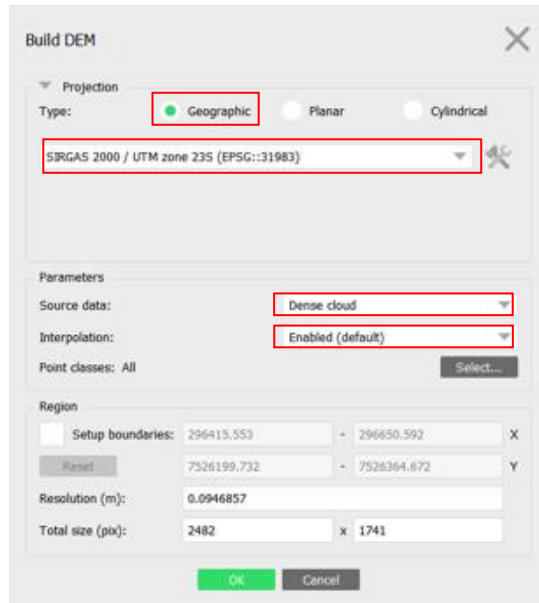 Build DEM
Projection
Type: Geographic Planar Cylindrical
SIRGAS 2000 / UTM zone 23S (EPSG::31983)
Parameters
Source data: Dense cloud
Interpolation: Enabled (default)
Point classes: All Select...
Region
Setup boundaries: 296415.553 - 296650.592 X
Reset 7526199.732 - 7526364.672 Y
Resolution (m): 0.0946857
Total size (pix): 2482 x 1741
OK Cancel